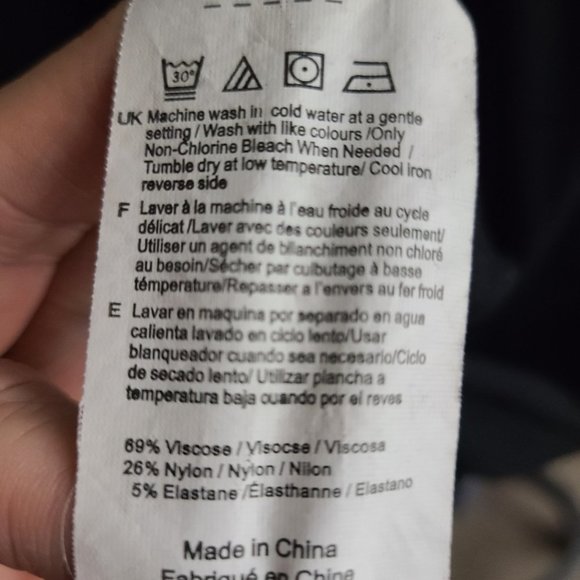 30°
UK Machine wash in cold water at a gentle
setting / Wash with like colours /Only
Non-Chlorine Bleach When Needed /
Tumble dry at low temperature/ Cool iron
reverse side
F Laver à la machine à l'eau froide au cycle
délicat /Laver avec des couleurs seulement/
Utiliser un agent de blanchiment non chloré
au besoin/Sécher par culbutage à basse
témpérature/Repasser a l'envers au fer froid
E Lavar en maquina por separado en agua
calienta lavado en ciclo lento/Usar
blanqueador cuando sea necesario/Ciclo
de secado lento/ Utilizar plancha a
temperatura baja cuando por el reves
69% Viscose / Visocse / Viscosa
26% Nylon / Nylon / Nilon
5% Elastane /Élasthanne / Elastano
Made in China
Fabriqué en Chine